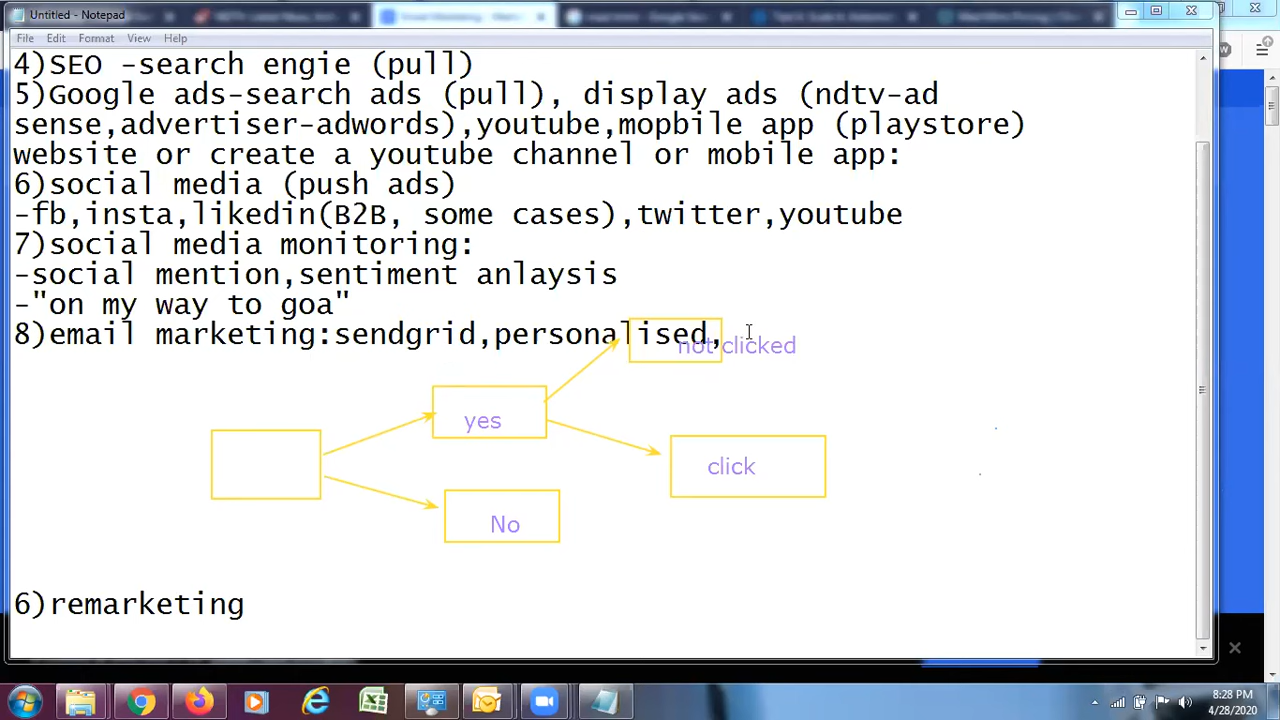 Untitled - Notepad
File Edit Format View Help
4)SEO -search engie (pull)
5)Google ads-search ads (pull), display ads (ndtv-ad
sense,advertiser-adwords),youtube,mopbile app (playstore)
website or create a youtube channel or mobile app:
6)social media (push ads)
-fb,insta,likedin(B2B, some cases),twitter,youtube
7)social media monitoring:
-social mention,sentiment anlaysis
-"on my way to goa"
8)email marketing:sendgrid,personalised,
not clicked
yes
click
No
6)remarketing
8:28 PM
4/28/2020